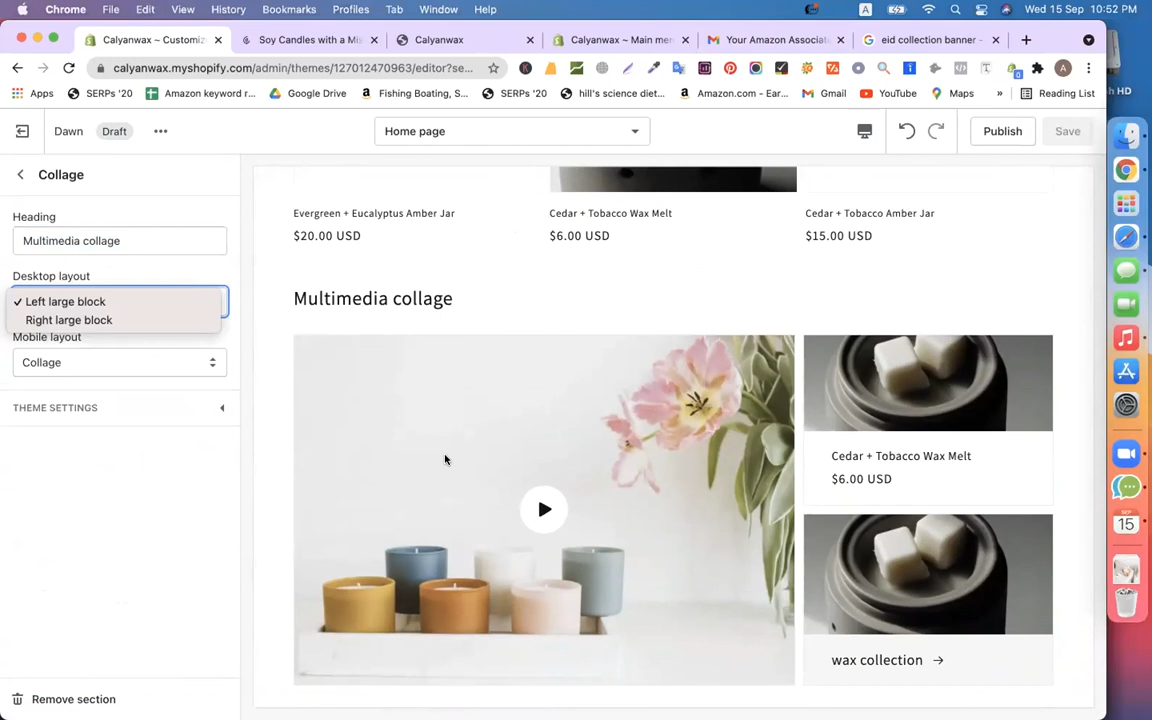 Chrome File Edit View History Bookmarks Profiles Tab Window Help A Wed 15 Sep 10:52 PM
Calyanwax ~ Customiz Soy Candles with a Mis Calyanwax Calyanwax ~ Main me Your Amazon Associat eid collection banner -
calyanwax.myshopify.com/admin/themes/127012470963/editor?se...
Apps SERPs '20 Amazon keyword r... Google Drive Fishing Boating, S... SERPs '20 hill's science diet... Amazon.com - Ear... Gmail YouTube Maps » Reading List
Dawn Draft Home page Publish Save
Collage
Heading
Multimedia collage
Desktop layout
✓ Left large block
Right large block
Mobile layout
Collage
THEME SETTINGS
Remove section
Evergreen + Eucalyptus Amber Jar Cedar + Tobacco Wax Melt Cedar + Tobacco Amber Jar
$20.00 USD $6.00 USD $15.00 USD
Multimedia collage
Cedar + Tobacco Wax Melt
$6.00 USD
wax collection →
SEP
15